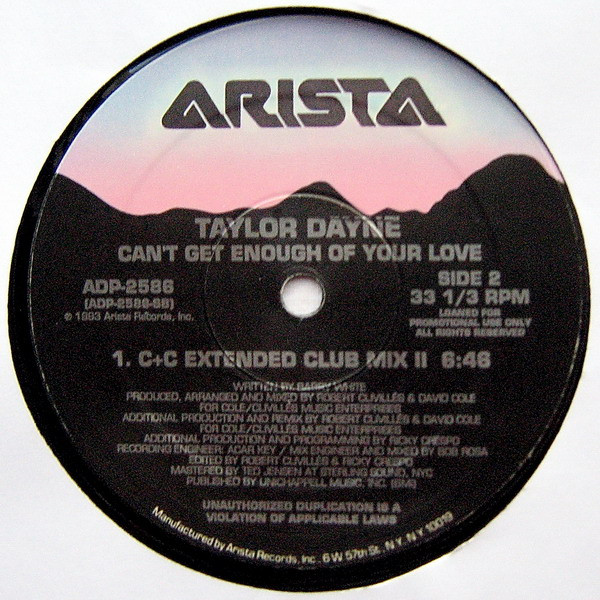 ARISTA
TAYLOR DAYNE
CAN'T GET ENOUGH OF YOUR LOVE
ADP-2586
(ADP-2586-SB)
℗ 1993 Arista Records, Inc.
SIDE 2
33 1/3 RPM
LOANED FOR
PROMOTIONAL USE ONLY
ALL RIGHTS RESERVED
1. C+C EXTENDED CLUB MIX II 6:46
WRITTEN BY BARRY WHITE
PRODUCED, ARRANGED AND MIXED BY ROBERT CLIVILLÉS & DAVID COLE
FOR COLE/CLIVILLÉS MUSIC ENTERPRISES
ADDITIONAL PRODUCTION AND REMIX BY ROBERT CLIVILLÉS & DAVID COLE
FOR COLE/CLIVILLÉS MUSIC ENTERPRISES
ADDITIONAL PRODUCTION AND PROGRAMMING BY RICKY CRESPO
RECORDING ENGINEER: ACAR KEY / MIX ENGINEER AND MIXED BY BOB ROSA
EDITED BY ROBERT CLIVILLÉS & RICKY CRESPO
MASTERED BY TED JENSEN AT STERLING SOUND, NYC
PUBLISHED BY UNICHAPPELL MUSIC, INC. (BMI)
UNAUTHORIZED DUPLICATION IS A
VIOLATION OF APPLICABLE LAWS
Manufactured by Arista Records, Inc., 6 W 57th St., N.Y. N.Y. 10019